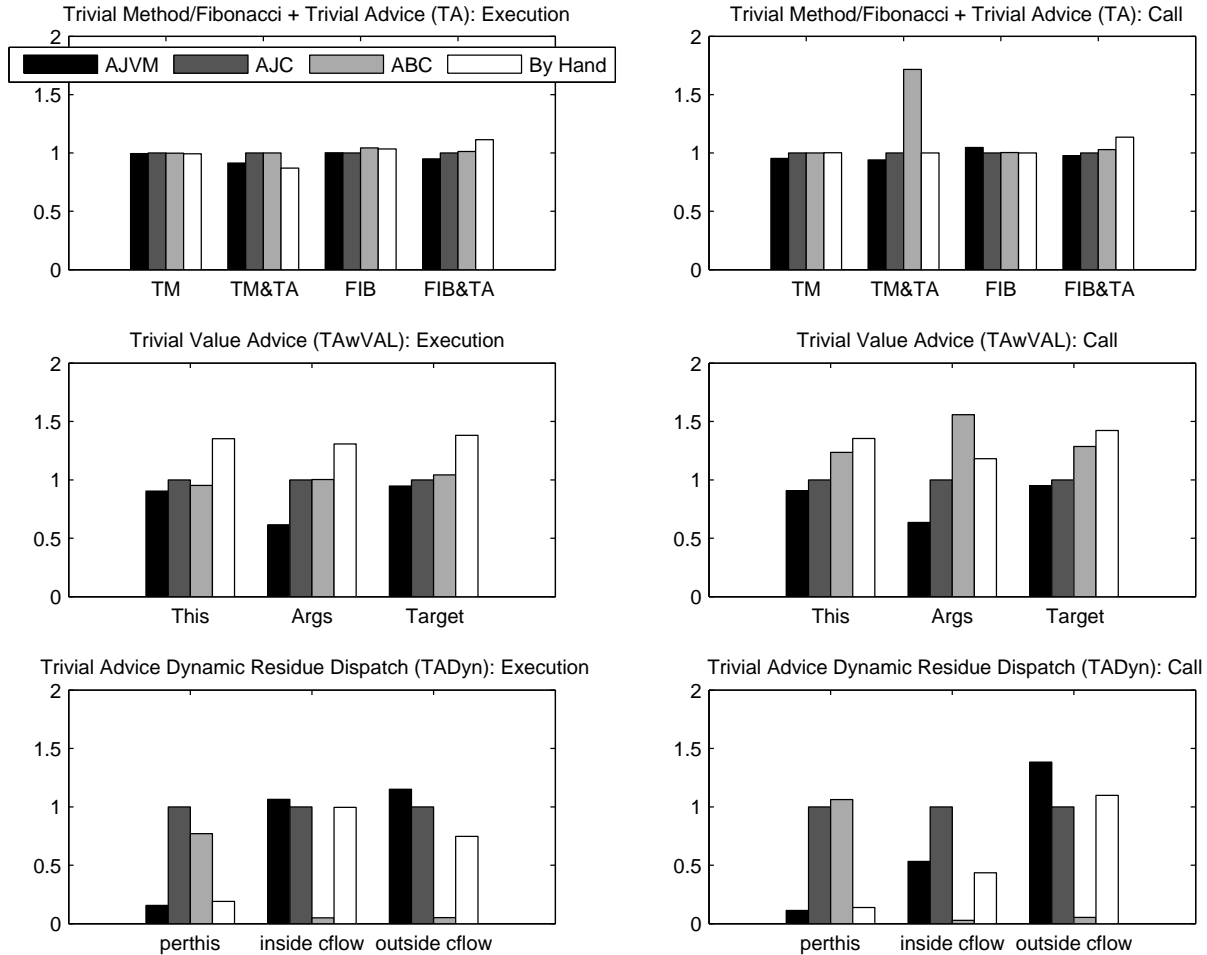 Trivial Method/Fibonacci + Trivial Advice (TA): Execution
2
AJVM AJC ABC By Hand
1
0.5
0
TM TM&TA FIB FIB&TA
Trivial Method/Fibonacci + Trivial Advice (TA): Call
2
1.5
1
0.5
0
TM TM&TA FIB FIB&TA
Trivial Value Advice (TAwVAL): Execution
2
1.5
1
0.5
0
This Args Target
Trivial Value Advice (TAwVAL): Call
2
1.5
1
0.5
0
This Args Target
Trivial Advice Dynamic Residue Dispatch (TADyn): Execution
2
1.5
1
0.5
0
perthis inside cflow outside cflow
Trivial Advice Dynamic Residue Dispatch (TADyn): Call
2
1.5
1
0.5
0
perthis inside cflow outside cflow